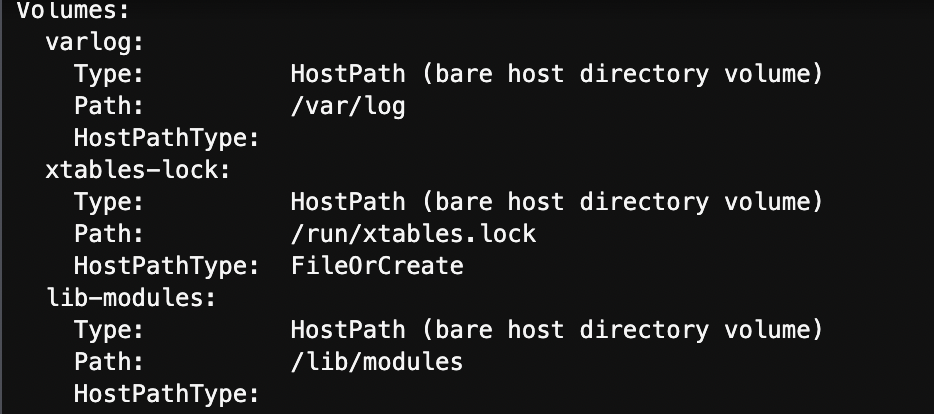 Volumes:
  varlog:
    Type:          HostPath (bare host directory volume)
    Path:          /var/log
    HostPathType:
  xtables-lock:
    Type:          HostPath (bare host directory volume)
    Path:          /run/xtables.lock
    HostPathType:  FileOrCreate
  lib-modules:
    Type:          HostPath (bare host directory volume)
    Path:          /lib/modules
    HostPathType: